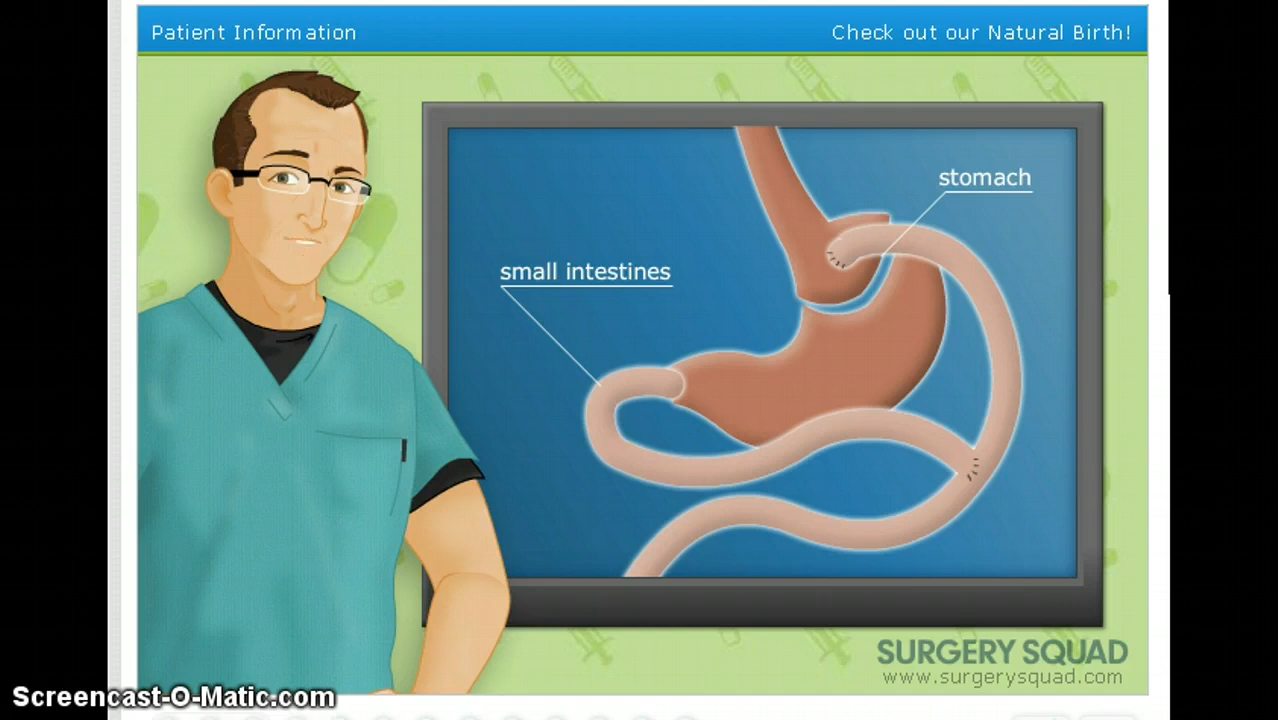 Patient Information
Check out our Natural Birth!
stomach
small intestines
SURGERY SQUAD
www.surgerysquad.com
Screencast-O-Matic.com